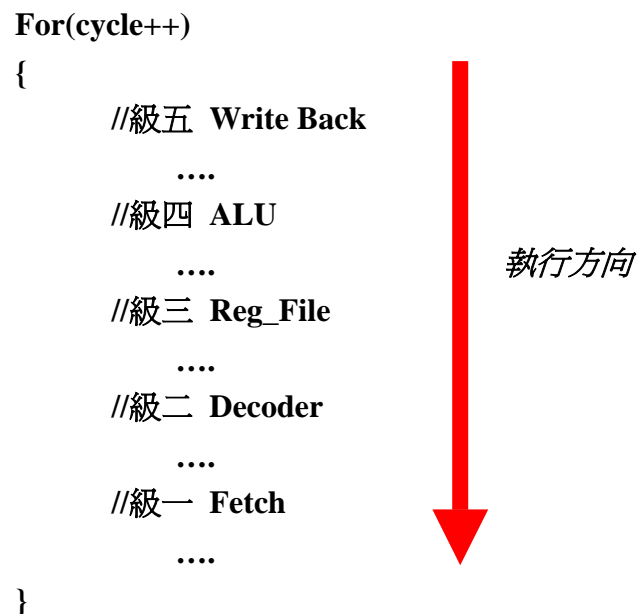 For(cycle++)
{
//級五 Write Back
….
//級四 ALU
….
執行方向
//級三 Reg_File
….
//級二 Decoder
….
//級一 Fetch
….
}